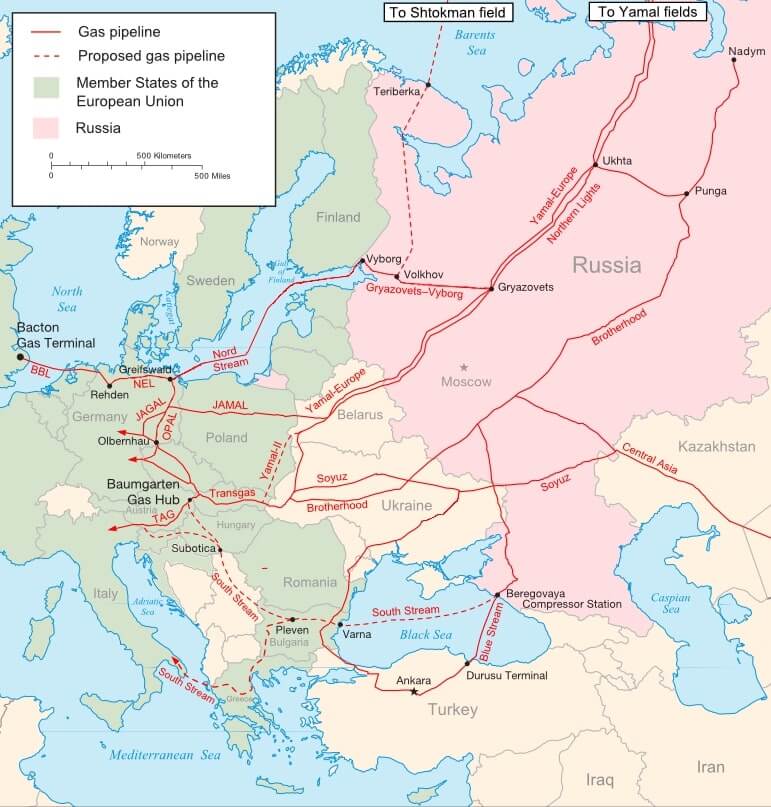 To Shtokman field
To Yamal fields
Gas pipeline
Proposed gas pipeline
Member States of the
European Union
Russia
0
500 Kilometers
0
500 Miles
Barents
Sea
Nadym
Teriberka
Ukhta
Punga
Yamal-Europe
Northern Lights
Finland
Norway
Sweden
Vyborg
Volkhov
Gryazovets–Vyborg
Gryazovets
Russia
Gulf
of
Finland
North
Sea
Kattegat
Brotherhood
Bacton
Gas Terminal
BBL
Greifswald
NEL
Rehden
Nord
Stream
Moscow
Yamal-Europe
JAGAL
OPAL
JAMAL
Germany
Belarus
Olbernhau
Poland
Yamal-II
Kazakhstan
Central Asia
Baumgarten
Gas Hub
Transgas
Soyuz
Soyuz
Brotherhood
Ukraine
Austria
TAG
Hungary
Subotica
Romania
South Stream
Italy
Adriatic
Sea
Beregovaya
Compressor Station
Caspian
Sea
South Stream
Pleven
Bulgaria
Varna
Black Sea
Blue Stream
Durusu Terminal
Ankara
South Stream
Greece
Turkey
Mediterranean Sea
Iraq
Iran